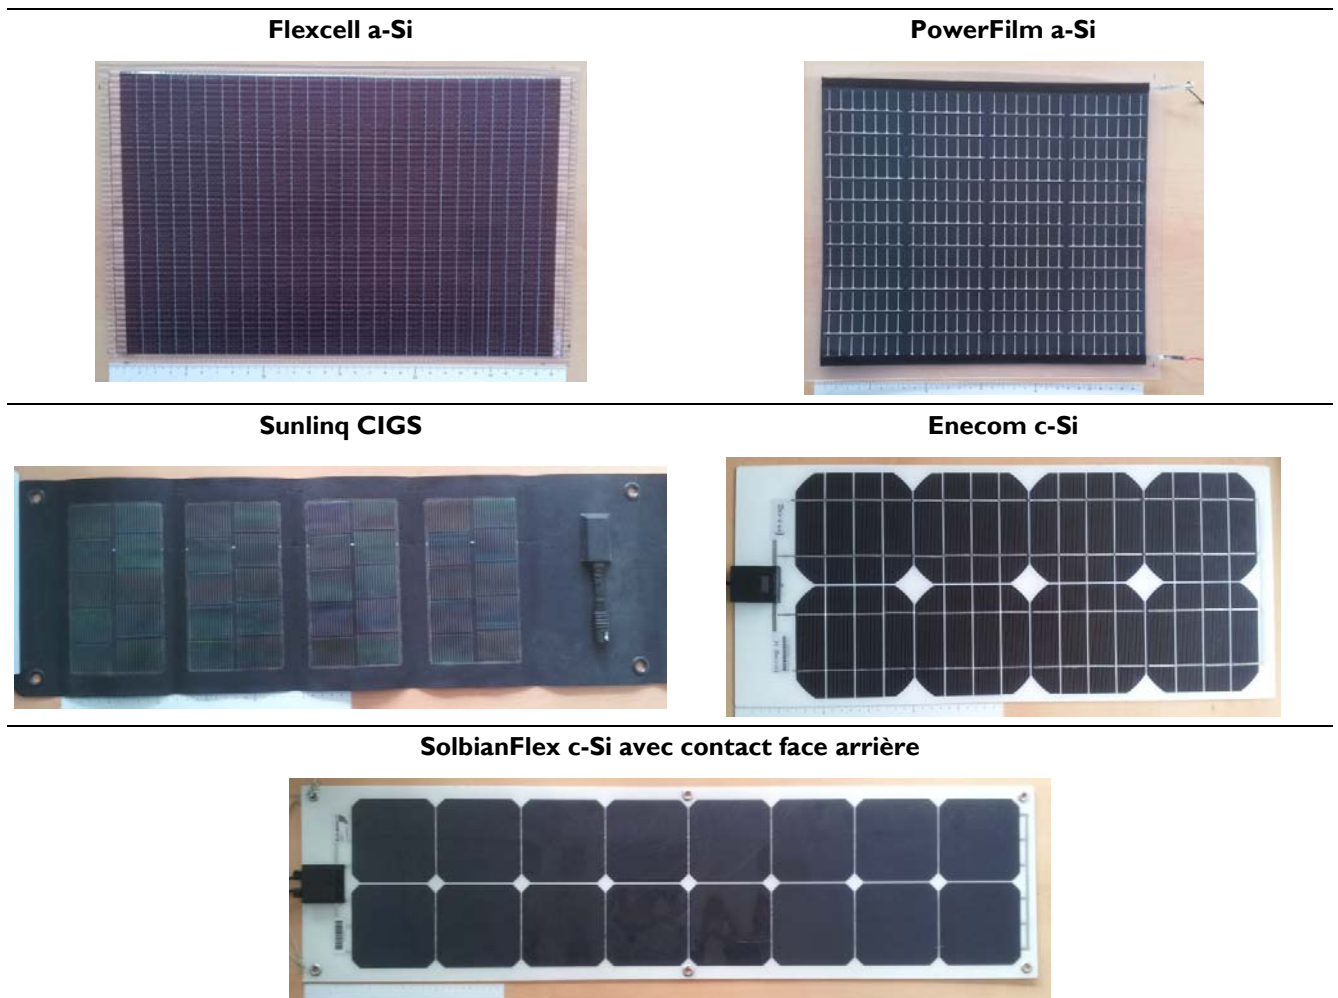 Flexcell a-Si
PowerFilm a-Si
Sunlinq CIGS
Enecom c-Si
SolbianFlex c-Si avec contact face arrière